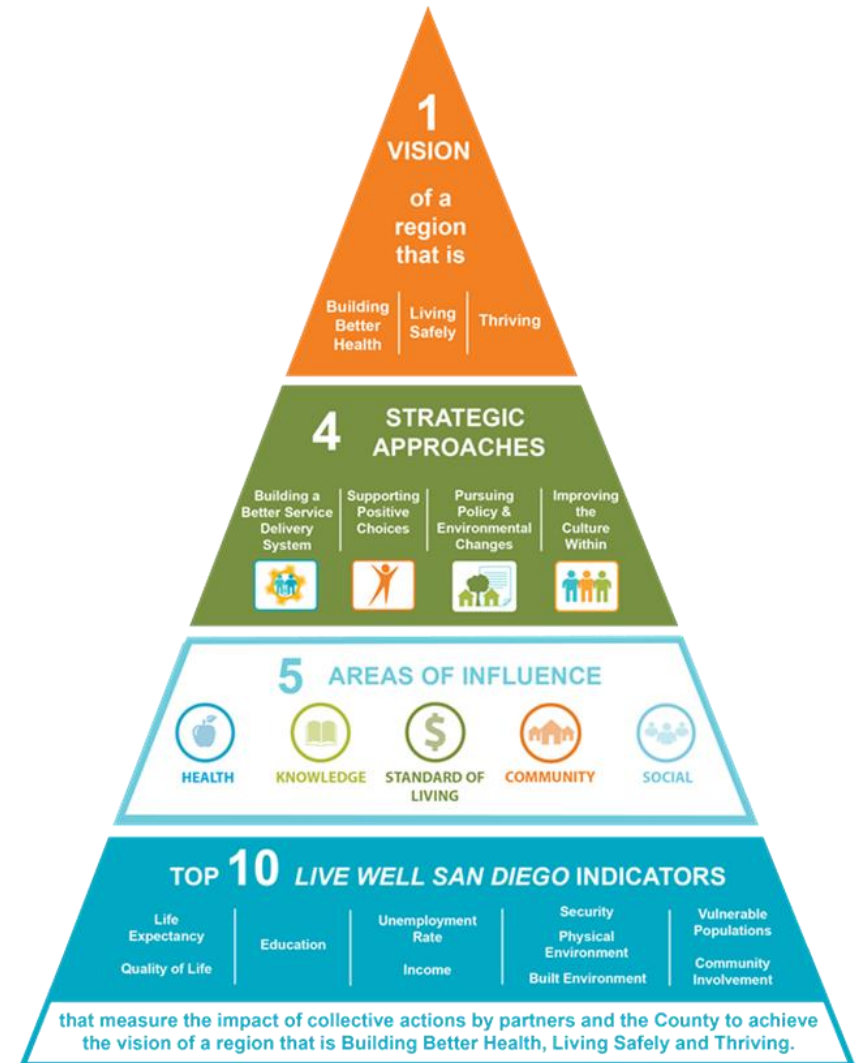 1
VISION
of a
region
that is
Building
Better
Health
Living
Safely
Thriving
4
STRATEGIC
APPROACHES
Building a
Better Service
Delivery
System
Supporting
Positive
Choices
Pursuing
Policy &
Environmental
Changes
Improving
the
Culture
Within
5 AREAS OF INFLUENCE
HEALTH
KNOWLEDGE
STANDARD OF
LIVING
COMMUNITY
SOCIAL
TOP 10 LIVE WELL SAN DIEGO INDICATORS
Life
Expectancy
Quality of Life
Education
Unemployment
Rate
Income
Security
Physical
Environment
Built Environment
Vulnerable
Populations
Community
Involvement
that measure the impact of collective actions by partners and the County to achieve
the vision of a region that is Building Better Health, Living Safely and Thriving.